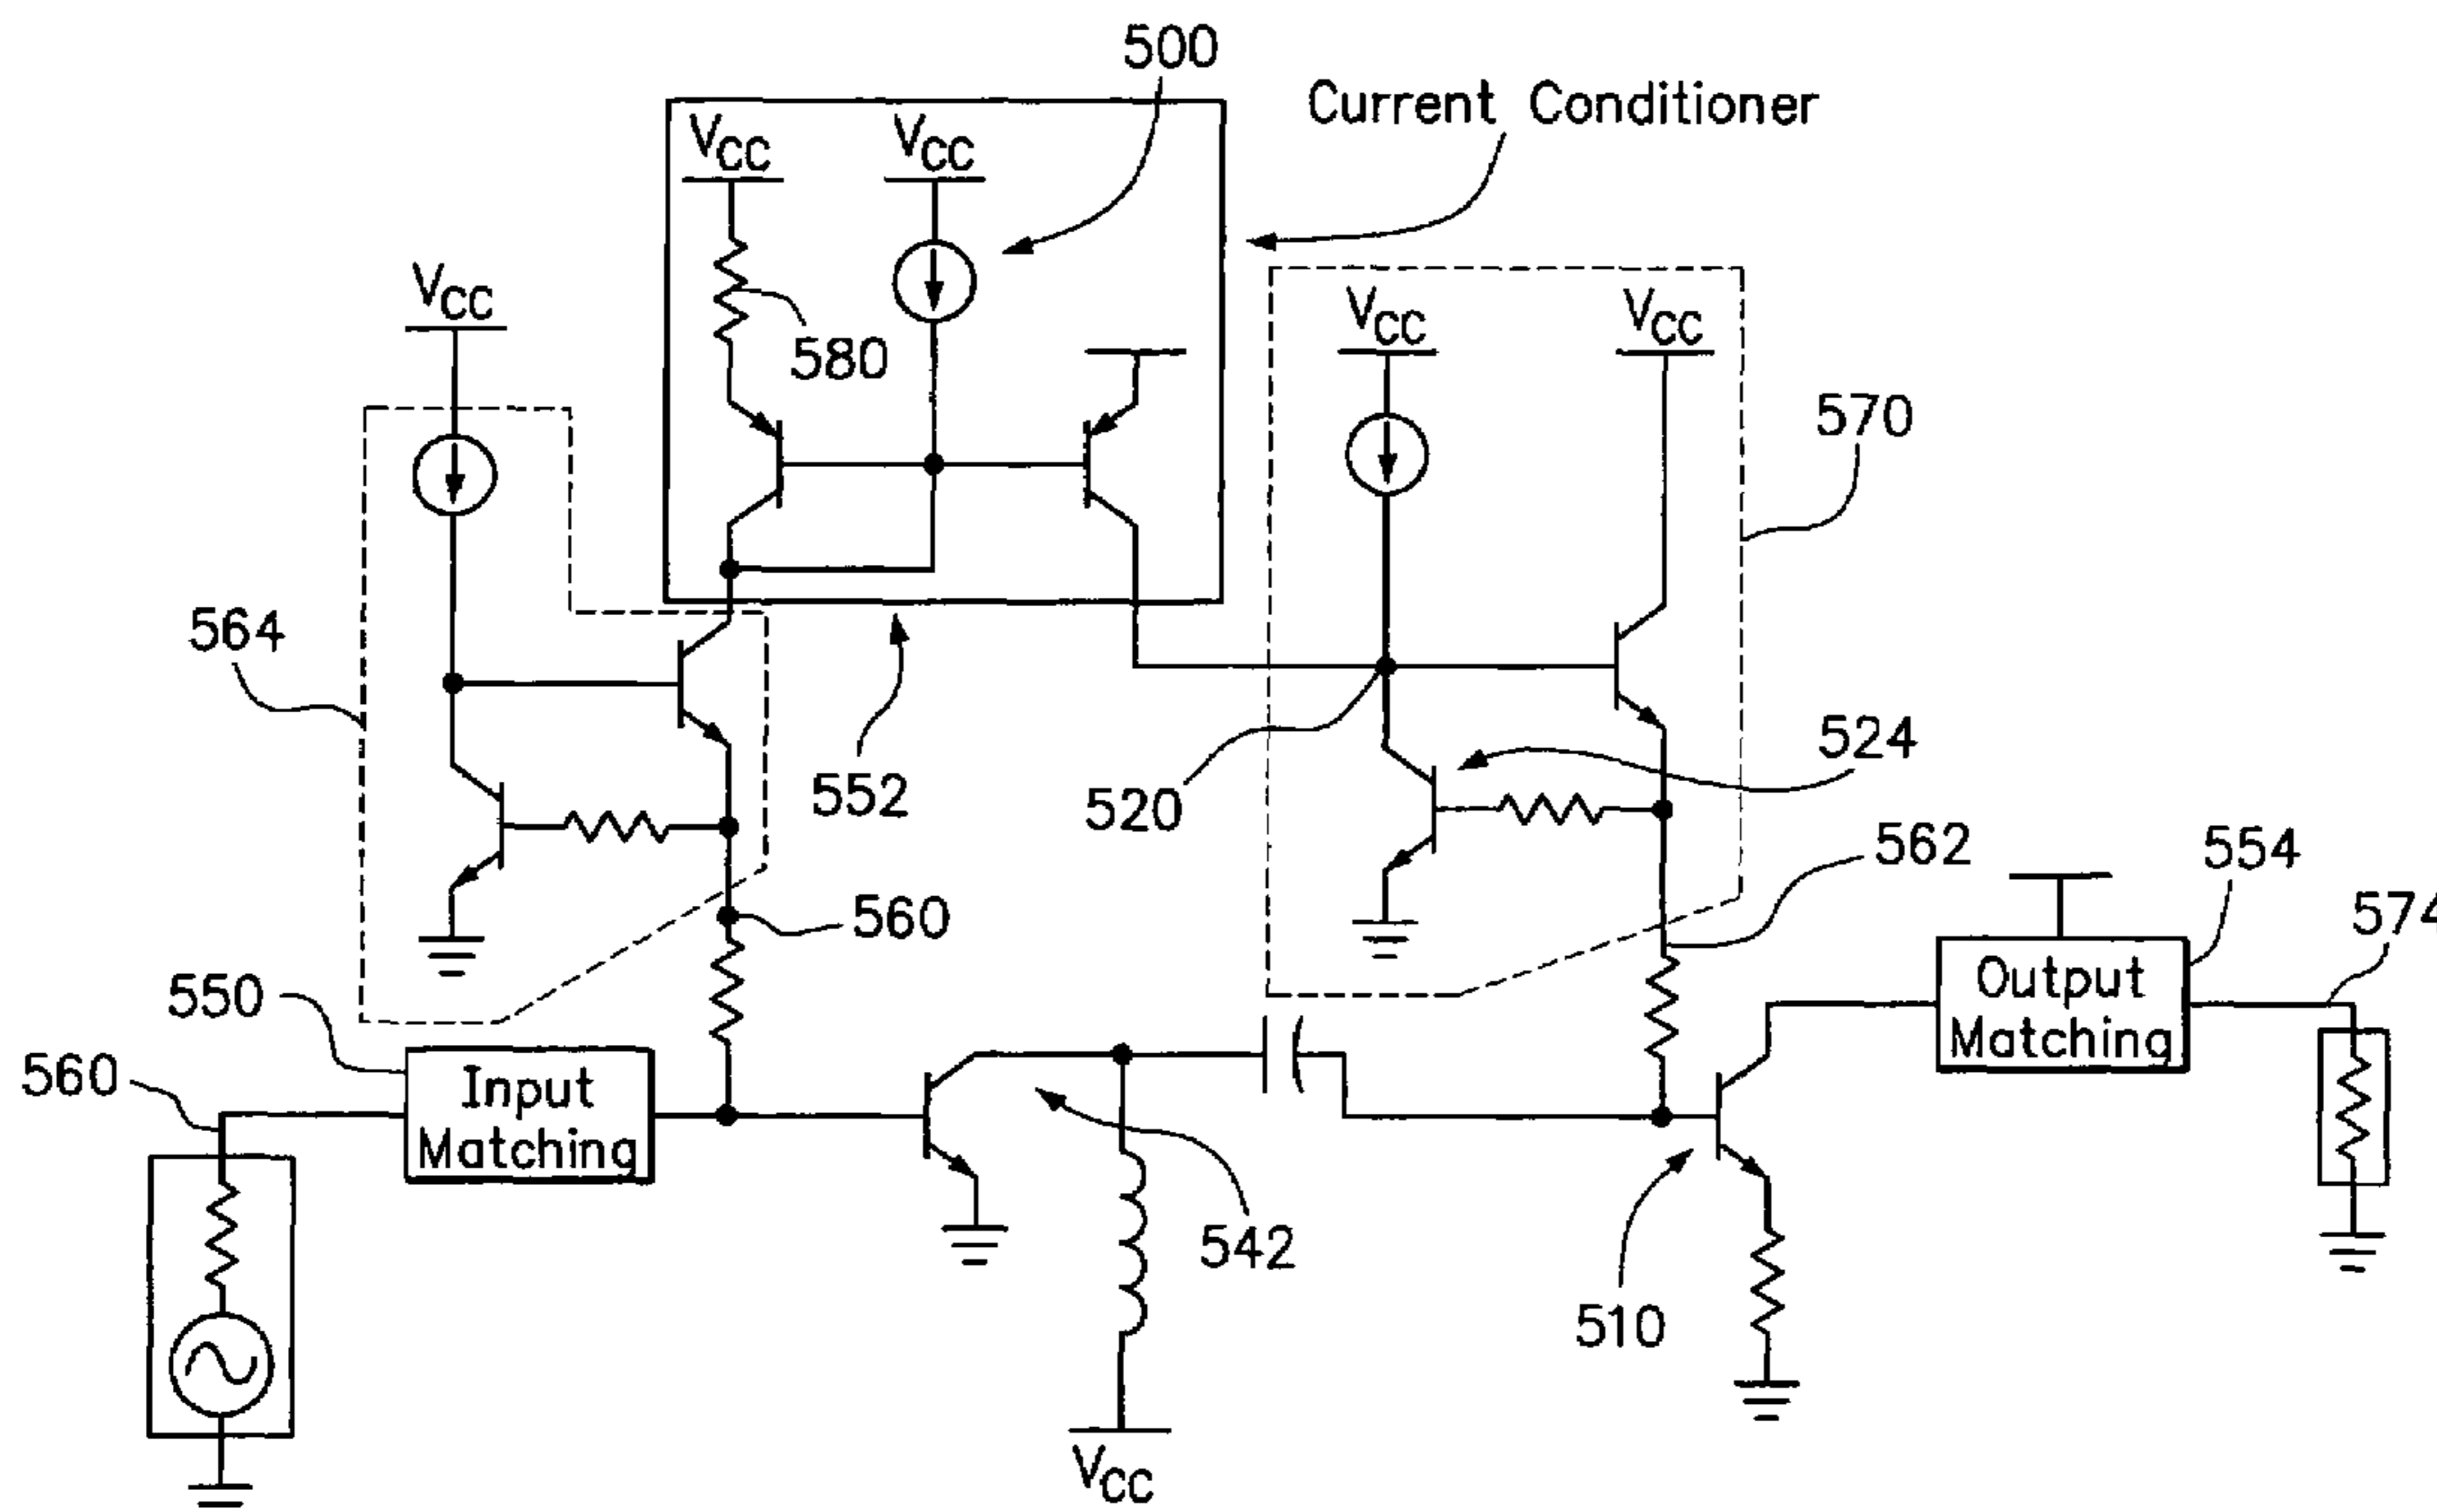 500
Current Conditioner
VCC
VCC
VCC
580
VCC
VCC
570
564
552
520
524
562
554
574
560
550
Input
Matching
560
Output
Matching
542
510
VCC